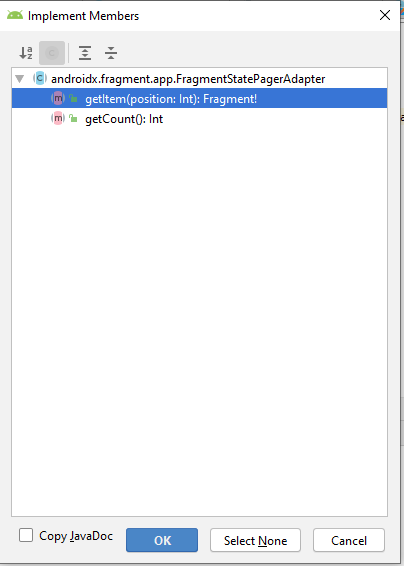 Implement Members
androidx.fragment.app.FragmentStatePagerAdapter
getItem(position: Int): Fragment!
getCount(): Int
Copy JavaDoc
OK
Select None
Cancel